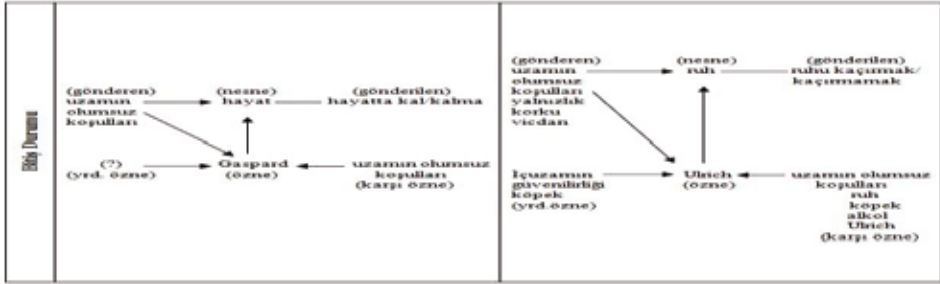 Bitiş Durumu
(gönderen)
uzamın
olumsuz
koşulları
(nesne)
hayat
(gönderilen)
hayatta kal/kalma
(?)
(yrd. özne)
Gaspard
(özne)
uzamın olumsuz
koşulları
(karşı özne)
(gönderen)
uzamın
olumsuz
koşulları
yalnızlık
korku
vicdan
(nesne)
ruh
(gönderilen)
ruhu kaçırmak/
kaçırmamak
İçuzamın
güvenilirliği
köpek
(yrd. özne)
Ulrich
(özne)
uzamın olumsuz
koşulları
ruh
köpek
alkol
Ulrich
(karşı özne)